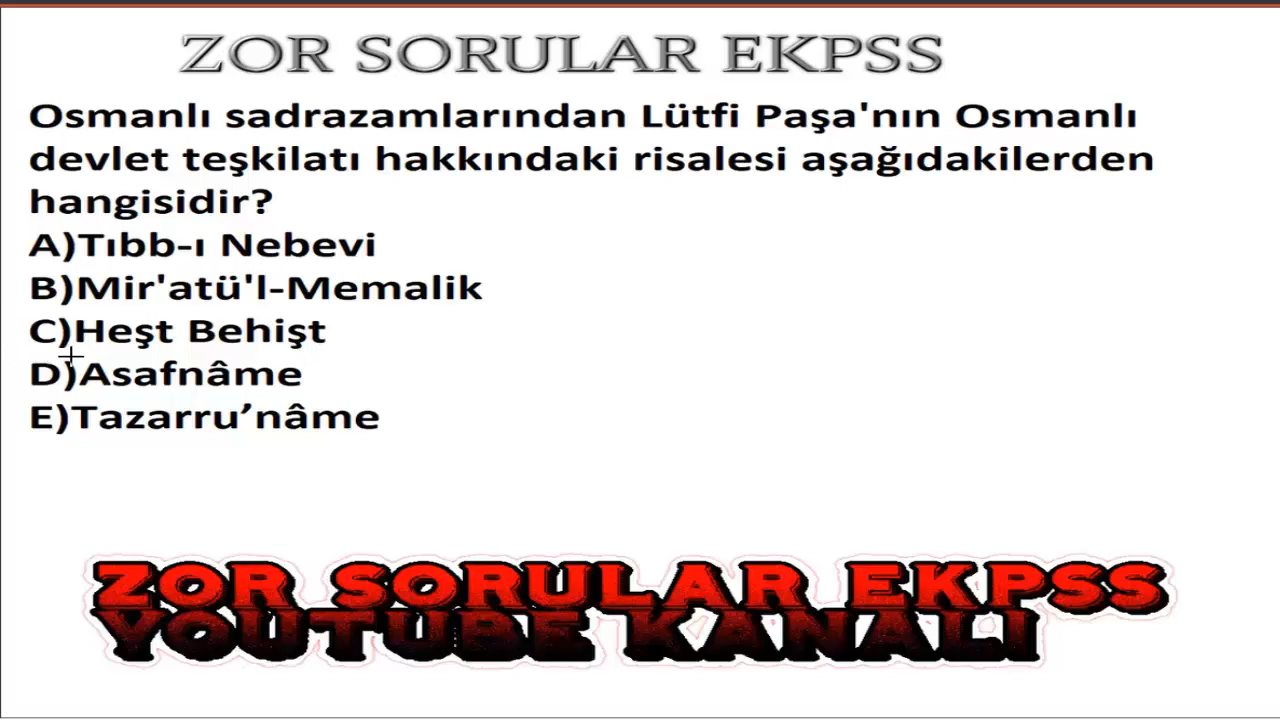 ZOR SORULAR EKPSS
Osmanlı sadrazamlarından Lütfi Paşa'nın Osmanlı
devlet teşkilatı hakkındaki risalesi aşağıdakilerden
hangisidir?
A)Tıbb-ı Nebevi
B)Mir'atü'l-Memalik
C)Heşt Behişt
D)Asafnâme
E)Tazarru’nâme
ZOR SORULAR EKPSS
YOUTUBE KANALI